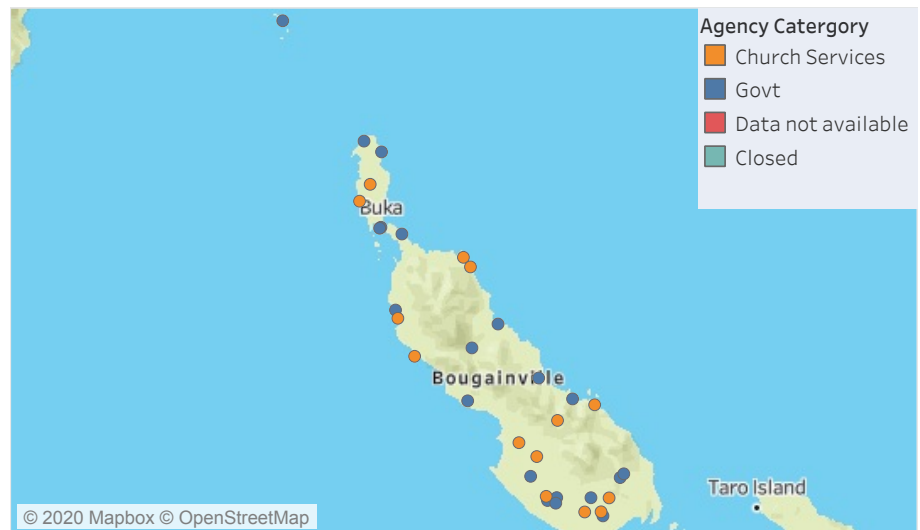 Agency Catergory
Church Services
Govt
Data not available
Closed
Buka
Bougainville
Taro Island
© 2020 Mapbox © OpenStreetMap